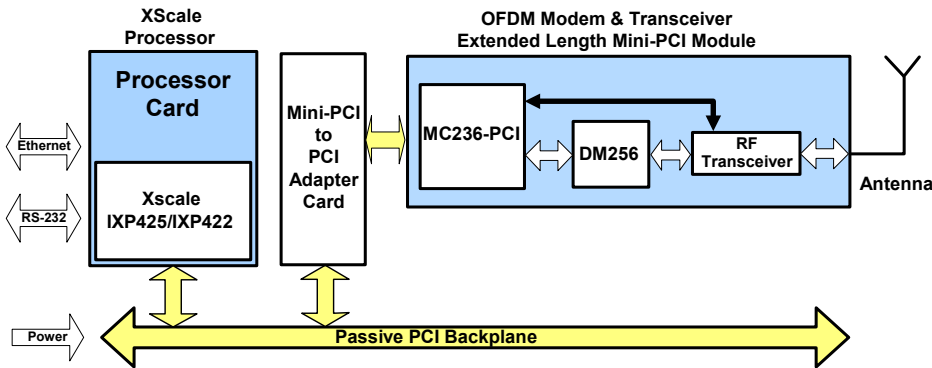 XScale
Processor
OFDM Modem & Transceiver
Extended Length Mini-PCI Module
Processor
Card
Xscale
IXP425/IXP422
Ethernet
RS-232
Mini-PCI
to
PCI
Adapter
Card
MC236-PCI
DM256
RF
Transceiver
Antenna
Power
Passive PCI Backplane